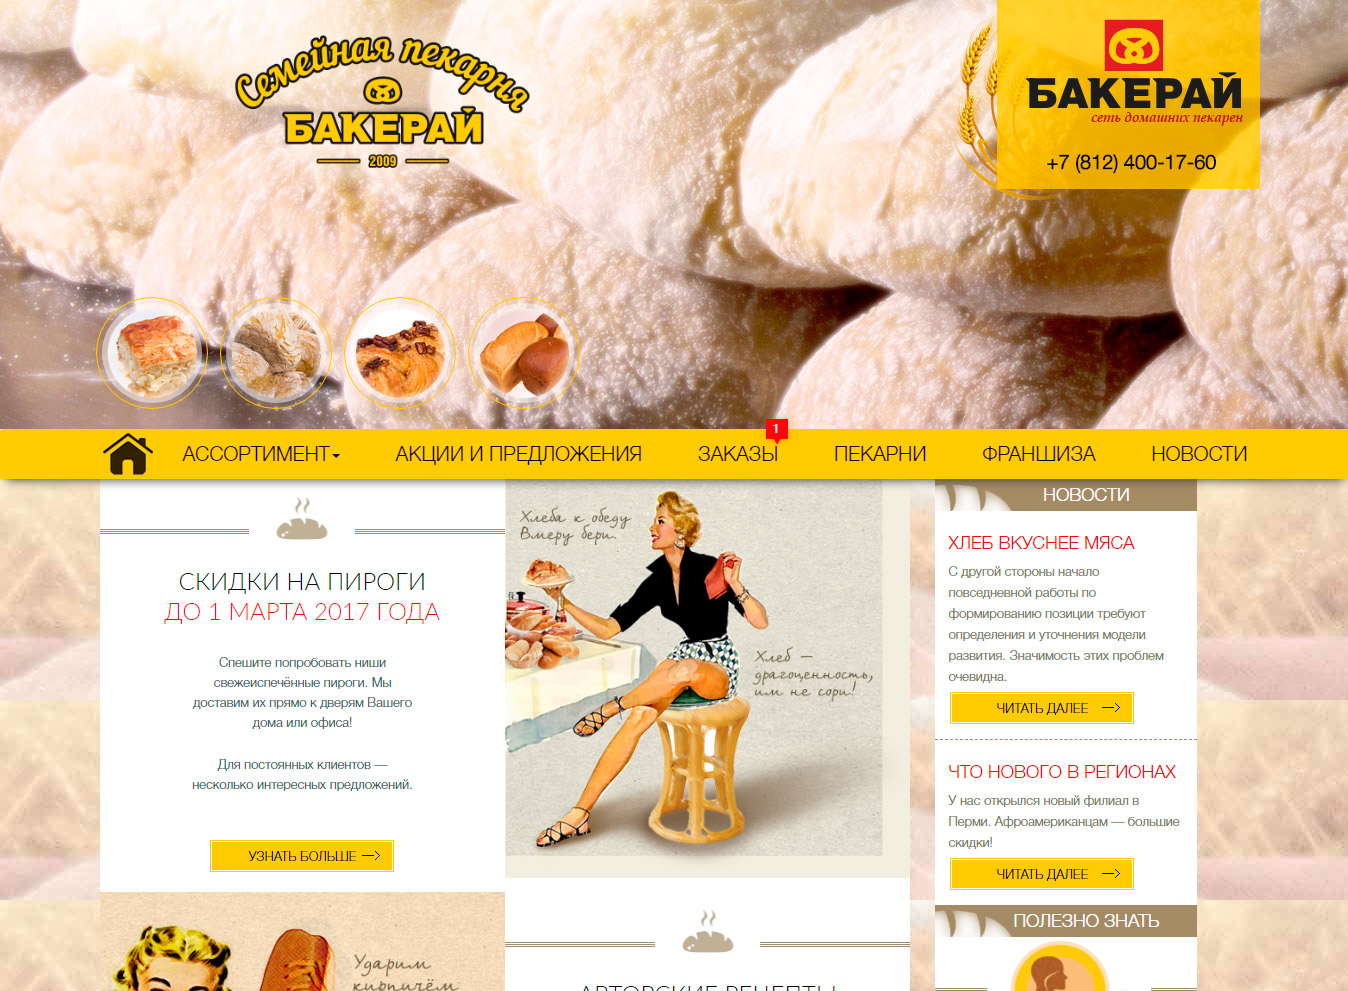 Семейная пекарня
БАКЕРАЙ
2009
БАКЕРАЙ
сеть домашних пекарен
+7 (812) 400-17-60
1
АССОРТИМЕНТ
АКЦИИ И ПРЕДЛОЖЕНИЯ
ЗАКАЗЫ
ПЕКАРНИ
ФРАНШИЗА
НОВОСТИ
СКИДКИ НА ПИРОГИ
ДО 1 МАРТА 2017 ГОДА
Спешите попробовать ниши
свежеиспечённые пироги. Мы
доставим их прямо к дверям Вашего
дома или офиса!
Для постоянных клиентов —
несколько интересных предложений.
УЗНАТЬ БОЛЬШЕ
Хлеба к обеду
В меру бери.
Хлеб —
драгоценность,
им не сори!
Ударим
кирпичём
АВТОРСКИЕ РЕЦЕПТЫ
НОВОСТИ
ХЛЕБ ВКУСНЕЕ МЯСА
С другой стороны начало
повседневной работы по
формированию позиции требуют
определения и уточнения модели
развития. Значимость этих проблем
очевидна.
ЧИТАТЬ ДАЛЕЕ
ЧТО НОВОГО В РЕГИОНАХ
У нас открылся новый филиал в
Перми. Афроамериканцам — большие
скидки!
ЧИТАТЬ ДАЛЕЕ
ПОЛЕЗНО ЗНАТЬ